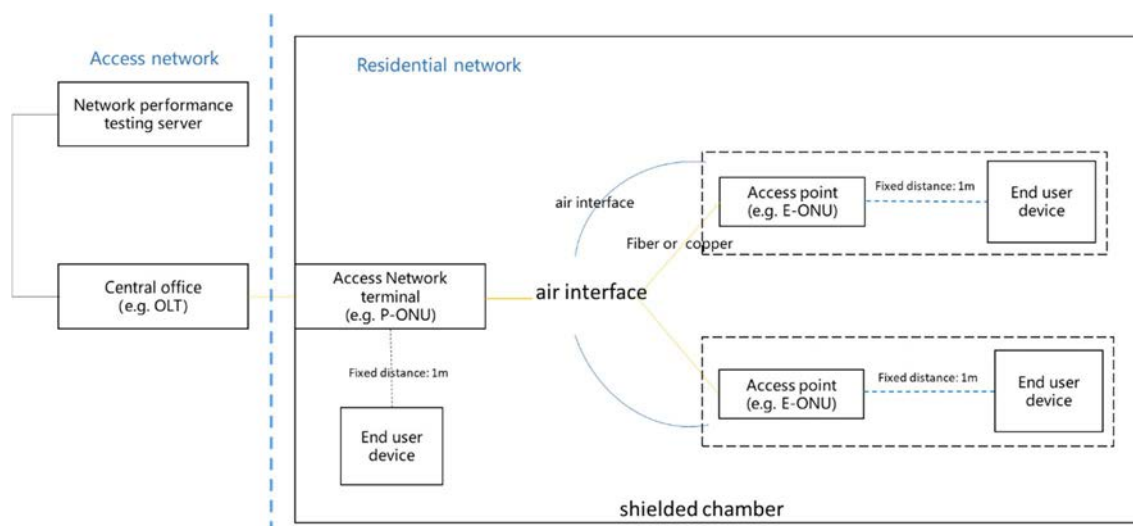 Access network
Residential network
Network performance
testing server
Central office
(e.g. OLT)
Access Network
terminal
(e.g. P-ONU)
Fixed distance: 1m
End user
device
air interface
Fiber or copper
air interface
Access point
(e.g. E-ONU)
Fixed distance: 1m
End user
device
Access point
(e.g. E-ONU)
Fixed distance: 1m
End user
device
shielded chamber